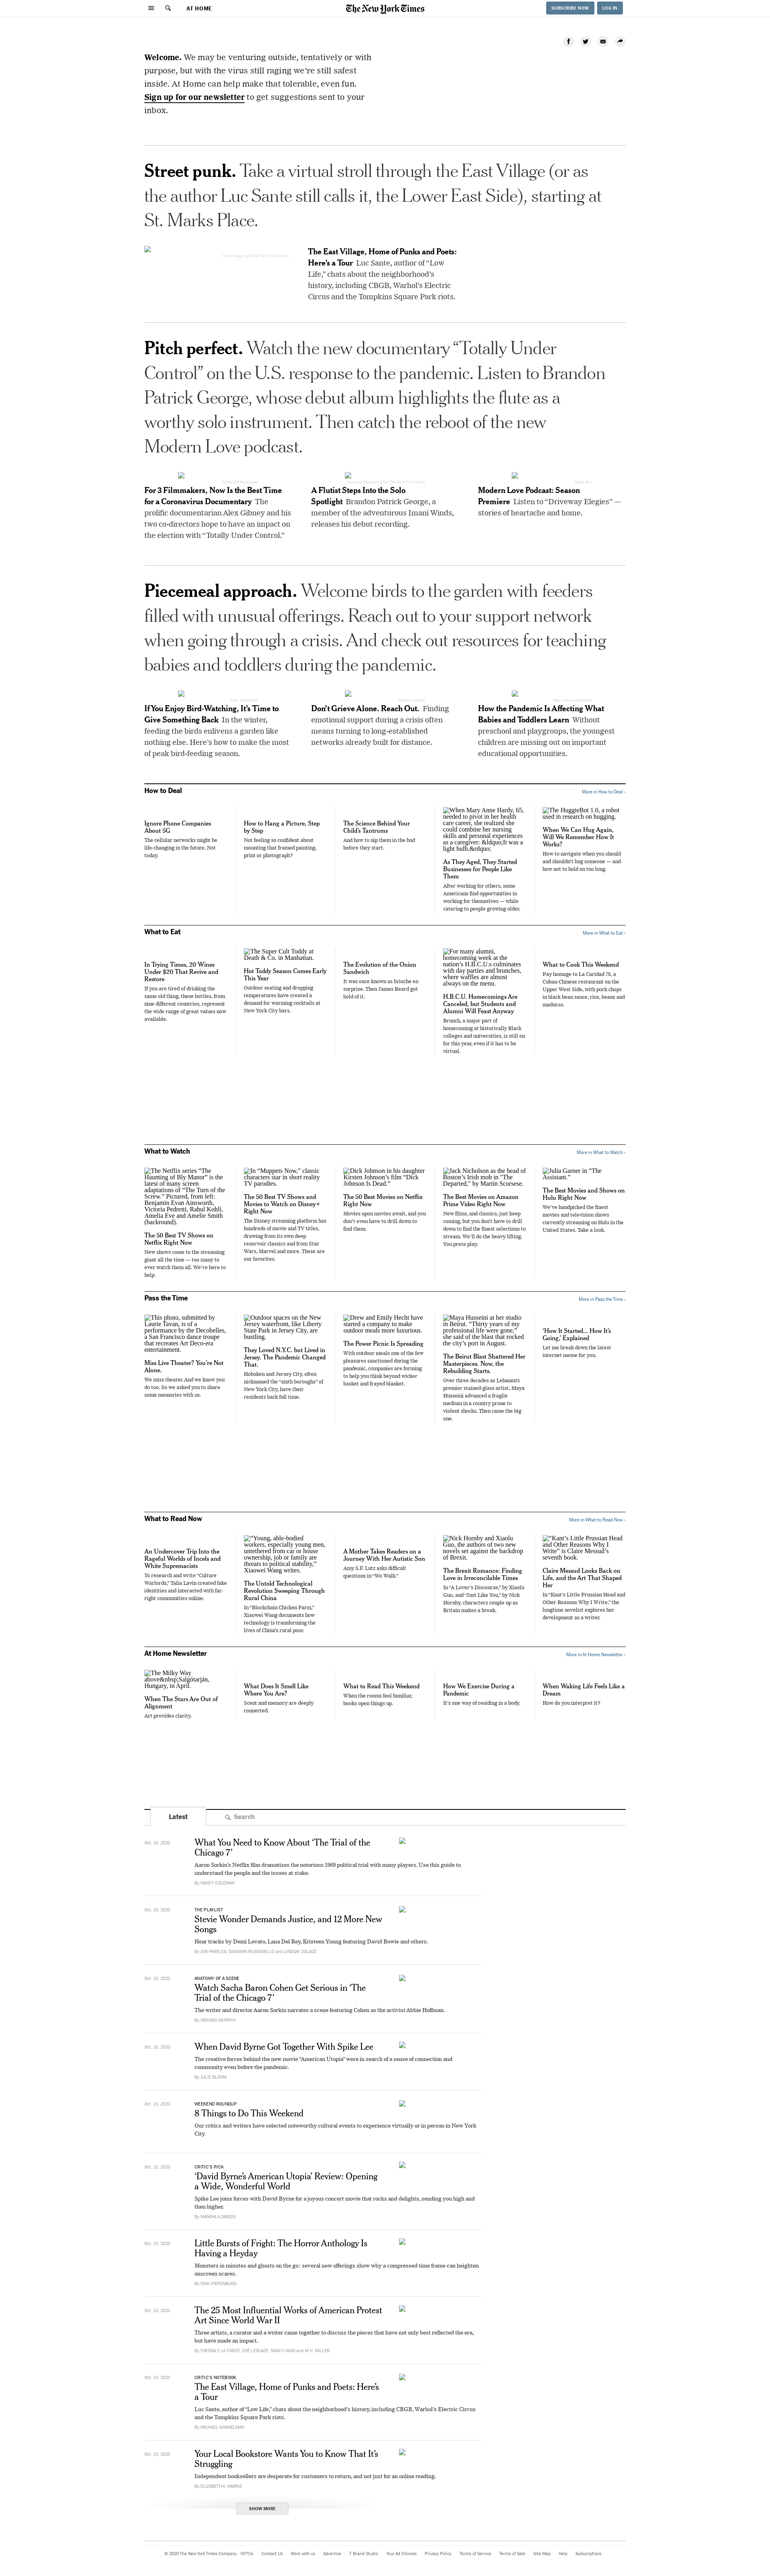 AT HOME
The New York Times
SUBSCRIBE NOW
LOG IN
Welcome. We may be venturing outside, tentatively or with
purpose, but with the virus still raging we're still safest
inside. At Home can help make that tolerable, even fun.
Sign up for our newsletter to get suggestions sent to your
inbox.
Street punk. Take a virtual stroll through the East Village (or as
the author Luc Sante still calls it, the Lower East Side), starting at
St. Marks Place.
The East Village, Home of Punks and Poets:
Here's a Tour Luc Sante, author of "Low
Life," chats about the neighborhood's
history, including CBGB, Warhol's Electric
Circus and the Tompkins Square Park riots.
Pitch perfect. Watch the new documentary "Totally Under
Control" on the U.S. response to the pandemic. Listen to Brandon
Patrick George, whose debut album highlights the flute as a
worthy solo instrument. Then catch the reboot of the new
Modern Love podcast.
For 3 Filmmakers, Now Is the Best Time
for a Coronavirus Documentary The
prolific documentarian Alex Gibney and his
two co-directors hope to have an impact on
the election with "Totally Under Control."
A Flutist Steps Into the Solo
Spotlight Brandon Patrick George, a
member of the adventurous Imani Winds,
releases his debut recording.
Modern Love Podcast: Season
Premiere Listen to "Driveway Elegies" —
stories of heartache and home.
Piecemeal approach. Welcome birds to the garden with feeders
filled with unusual offerings. Reach out to your support network
when going through a crisis. And check out resources for teaching
babies and toddlers during the pandemic.
If You Enjoy Bird-Watching, It's Time to
Give Something Back In the winter,
feeding the birds enlivens a garden like
nothing else. Here's how to make the most
of peak bird-feeding season.
Don't Grieve Alone. Reach Out. Finding
emotional support during a crisis often
means turning to long-established
networks already built for distance.
How the Pandemic Is Affecting What
Babies and Toddlers Learn Without
preschool and playgroups, the youngest
children are missing out on important
educational opportunities.
How to Deal
More in How to Deal ›
Ignore Phone Companies
About 5G
The cellular networks might be
life-changing in the future. Not
today.
How to Hang a Picture, Step
by Step
Not feeling so confident about
mounting that framed painting,
print or photograph?
The Science Behind Your
Child's Tantrums
And how to nip them in the bud
before they start.
When Mary Anne Hardy, 65,
needed to pivot in her health
care career, she realized she
could combine her nursing
skills and personal experiences
as a caregiver: &ldquo;It was a
light bulb.&rdquo;
As They Aged, They Started
Businesses for People Like
Them
After working for others, some
Americans find opportunities in
working for themselves — while
catering to people growing older.
The HuggieBot 1.0, a robot
used in research on hugging.
When We Can Hug Again,
Will We Remember How It
Works?
How to navigate when you should
and shouldn't hug someone — and
how not to hold on too long.
What to Eat
More in What to Eat ›
In Trying Times, 20 Wines
Under $20 That Revive and
Restore
If you are tired of drinking the
same old thing, these bottles, from
nine different countries, represent
the wide range of great values now
available.
The Super Cult Toddy at
Death & Co. in Manhattan.
Hot Toddy Season Comes Early
This Year
Outdoor seating and dropping
temperatures have created a
demand for warming cocktails at
New York City bars.
The Evolution of the Onion
Sandwich
It was once known as brioche en
surprise. Then James Beard got
hold of it.
For many alumni,
homecoming week at the
nation's H.B.C.U.s culminates
with day parties and brunches,
where waffles are almost
always on the menu.
H.B.C.U. Homecomings Are
Canceled, but Students and
Alumni Will Feast Anyway
Brunch, a major part of
homecoming at historically Black
colleges and universities, is still on
for this year, even if it has to be
virtual.
What to Cook This Weekend
Pay homage to La Caridad 78, a
Cuban-Chinese restaurant on the
Upper West Side, with pork chops
in black bean sauce, rice, beans and
maduros.
What to Watch
More in What to Watch ›
The Netflix series "The
Haunting of Bly Manor" is the
latest of many screen
adaptations of "The Turn of the
Screw." Pictured, from left:
Benjamin Evan Ainsworth,
Victoria Pedretti, Rahul Kohli,
Amelia Eve and Amelie Smith
(backround).
The 50 Best TV Shows on
Netflix Right Now
New shows come to the streaming
giant all the time — too many to
ever watch them all. We're here to
help.
In "Muppets Now," classic
characters star in short reality
TV parodies.
The 50 Best TV Shows and
Movies to Watch on Disney+
Right Now
The Disney streaming platform has
hundreds of movie and TV titles,
drawing from its own deep
reservoir classics and from Star
Wars, Marvel and more. These are
our favorites.
Dick Johnson in his daughter
Kirsten Johnson's film "Dick
Johnson Is Dead."
The 50 Best Movies on Netflix
Right Now
Movies upon movies await, and you
don't even have to drill down to
find them.
Jack Nicholson as the head of
Boston's Irish mob in "The
Departed," by Martin Scorsese.
The Best Movies on Amazon
Prime Video Right Now
New films, and classics, just keep
coming, but you don't have to drill
down to find the finest selections to
stream. We'll do the heavy lifting.
You press play.
Julia Garner in "The
Assistant."
The Best Movies and Shows on
Hulu Right Now
We've handpicked the finest
movies and television shows
currently streaming on Hulu in the
United States. Take a look.
Pass the Time
More in Pass the Time ›
This photo, submitted by
Laurie Tavan, is of a
performance by the Decobelles,
a San Francisco dance troupe
that recreates Art Deco-era
entertainment.
Miss Live Theater? You're Not
Alone.
We miss theater. And we know you
do too. So we asked you to share
some memories with us.
Outdoor spaces on the New
Jersey waterfront, like Liberty
State Park in Jersey City, are
bustling.
They Loved N.Y.C. but Lived in
Jersey. The Pandemic Changed
That.
Hoboken and Jersey City, often
nicknamed the "sixth boroughs" of
New York City, have their
residents back full time.
Drew and Emily Hecht have
started a company to make
outdoor meals more luxurious.
The Power Picnic Is Spreading
With outdoor meals one of the few
pleasures sanctioned during the
pandemic, companies are forming
to help you think beyond wicker
basket and frayed blanket.
Maya Husseini at her studio
in Beirut. "Thirty years of my
professional life were gone,"
she said of the blast that rocked
the city's port in August.
The Beirut Blast Shattered Her
Masterpieces. Now, the
Rebuilding Starts.
Over three decades as Lebanon's
premier stained-glass artist, Maya
Husseini advanced a fragile
medium in a country prone to
violent shocks. Then came the big
one.
'How It Started... How It's
Going,' Explained
Let me break down the latest
internet meme for you.
What to Read Now
More in What to Read Now ›
An Undercover Trip Into the
Rageful Worlds of Incels and
White Supremacists
To research and write "Culture
Warlords," Talia Lavin created fake
identities and interacted with far-
right communities online.
"Young, able-bodied
workers, especially young men,
untethered from car or house
ownership, job or family are
threats to political stability,"
Xiaowei Wang writes.
The Untold Technological
Revolution Sweeping Through
Rural China
In "Blockchain Chicken Farm,"
Xiaowei Wang documents how
technology is transforming the
lives of China's rural poor.
A Mother Takes Readers on a
Journey With Her Autistic Son
Amy S.F. Lutz asks difficult
questions in "We Walk."
Nick Hornby and Xiaolu
Guo, the authors of two new
novels set against the backdrop
of Brexit.
The Brexit Romance: Finding
Love in Irreconcilable Times
In "A Lover's Discourse," by Xiaolu
Guo, and "Just Like You," by Nick
Hornby, characters couple up as
Britain makes a break.
"Kant's Little Prussian Head
and Other Reasons Why I
Write" is Claire Messud's
seventh book.
Claire Messud Looks Back on
Life, and the Art That Shaped
Her
In "Kant's Little Prussian Head and
Other Reasons Why I Write," the
longtime novelist explores her
development as a writer.
At Home Newsletter
More in At Home Newsletter ›
The Milky Way
above&nbsp;Salgótarján,
Hungary, in April.
When The Stars Are Out of
Alignment
Art provides clarity.
What Does It Smell Like
Where You Are?
Scent and memory are deeply
connected.
What to Read This Weekend
When the rooms feel familiar,
books open things up.
How We Exercise During a
Pandemic
It's one way of residing in a body.
When Waking Life Feels Like a
Dream
How do you interpret it?
Latest
Search
Oct. 16, 2020
What You Need to Know About 'The Trial of the
Chicago 7'
Aaron Sorkin's Netflix film dramatizes the notorious 1969 political trial with many players. Use this guide to
understand the people and the issues at stake.
By NANCY COLEMAN
Oct. 16, 2020
THE PLAYLIST
Stevie Wonder Demands Justice, and 12 More New
Songs
Hear tracks by Demi Lovato, Lana Del Rey, Kristeen Young featuring David Bowie and others.
By JON PARELES, GIOVANNI RUSSONELLO and LINDSAY ZOLADZ
Oct. 16, 2020
ANATOMY OF A SCENE
Watch Sacha Baron Cohen Get Serious in 'The
Trial of the Chicago 7'
The writer and director Aaron Sorkin narrates a scene featuring Cohen as the activist Abbie Hoffman.
By MEKADO MURPHY
Oct. 16, 2020
When David Byrne Got Together With Spike Lee
The creative forces behind the new movie "American Utopia" were in search of a sense of connection and
community even before the pandemic.
By JULIE BLOOM
Oct. 15, 2020
WEEKEND ROUNDUP
8 Things to Do This Weekend
Our critics and writers have selected noteworthy cultural events to experience virtually or in person in New York
City.
Oct. 15, 2020
CRITIC'S PICK
'David Byrne's American Utopia' Review: Opening
a Wide, Wonderful World
Spike Lee joins forces with David Byrne for a joyous concert movie that rocks and delights, sending you high and
then higher.
By MANOHLA DARGIS
Oct. 15, 2020
Little Bursts of Fright: The Horror Anthology Is
Having a Heyday
Monsters in minutes and ghosts on the go: several new offerings show why a compressed time frame can heighten
onscreen scares.
By ERIK PIEPENBURG
Oct. 15, 2020
The 25 Most Influential Works of American Protest
Art Since World War II
Three artists, a curator and a writer came together to discuss the pieces that have not only best reflected the era,
but have made an impact.
By THESSALY LA FORCE, ZOË LESCAZE, NANCY HASS and M.H. MILLER
Oct. 15, 2020
CRITIC'S NOTEBOOK
The East Village, Home of Punks and Poets: Here's
a Tour
Luc Sante, author of "Low Life," chats about the neighborhood's history, including CBGB, Warhol's Electric Circus
and the Tompkins Square Park riots.
By MICHAEL KIMMELMAN
Oct. 15, 2020
Your Local Bookstore Wants You to Know That It's
Struggling
Independent booksellers are desperate for customers to return, and not just for an online reading.
By ELIZABETH A. HARRIS
SHOW MORE
© 2020 The New York Times Company NYTCo Contact Us Work with us Advertise T Brand Studio Your Ad Choices Privacy Policy Terms of Service Terms of Sale Site Map Help Subscriptions